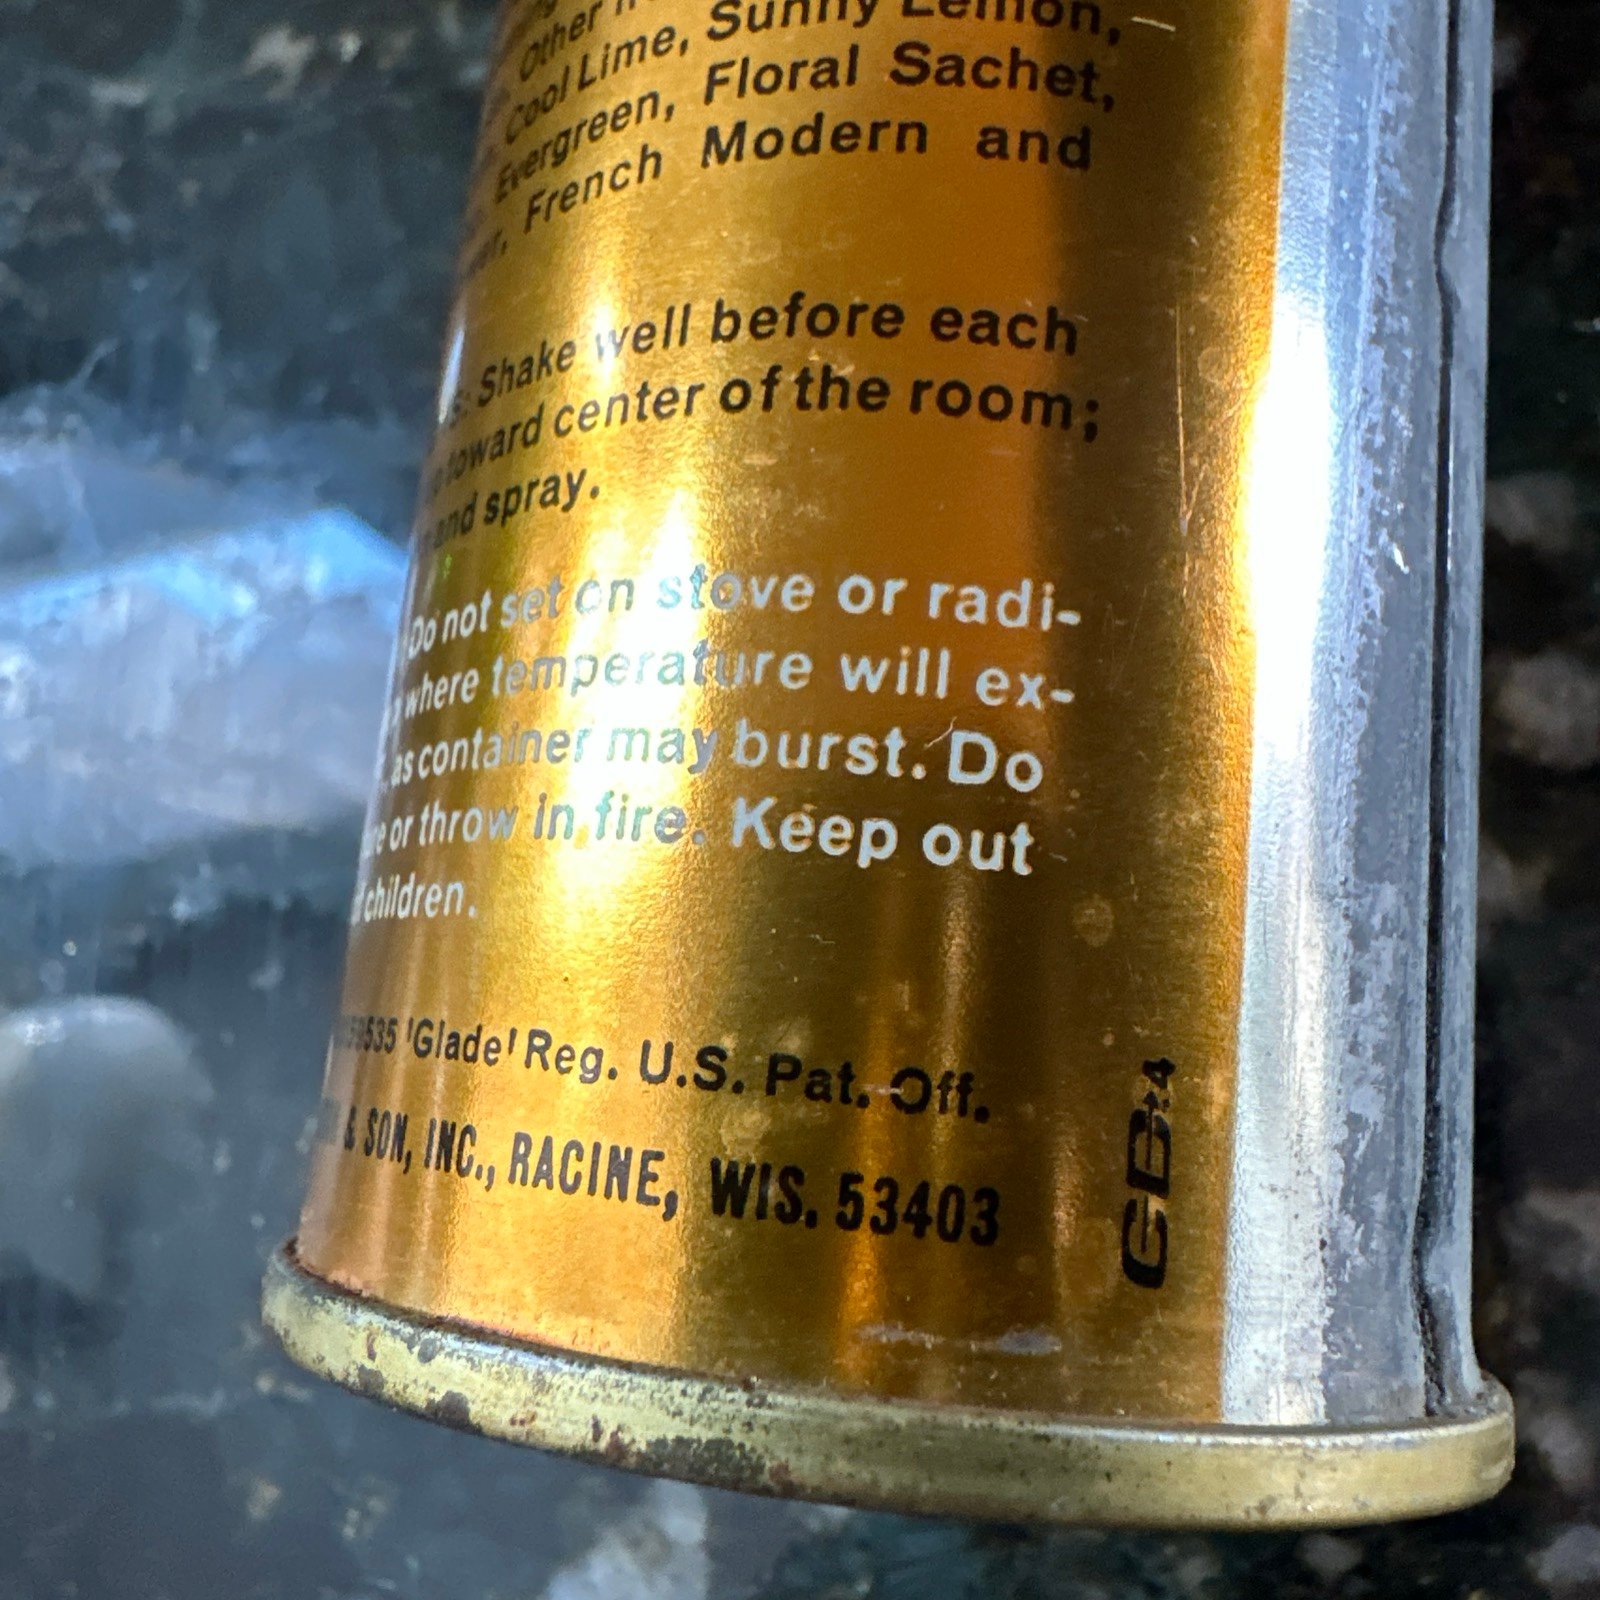 Other
Cool Lime, Sunny Lemon,
Evergreen, Floral Sachet,
French Modern and
Shake well before each
toward center of the room;
and spray.
Do not set on stove or radi-
where temperature will ex-
as container may burst. Do
or throw in fire. Keep out
children.
'Glade' Reg. U.S. Pat. Off.
& SON, INC., RACINE, WIS. 53403
GB:4